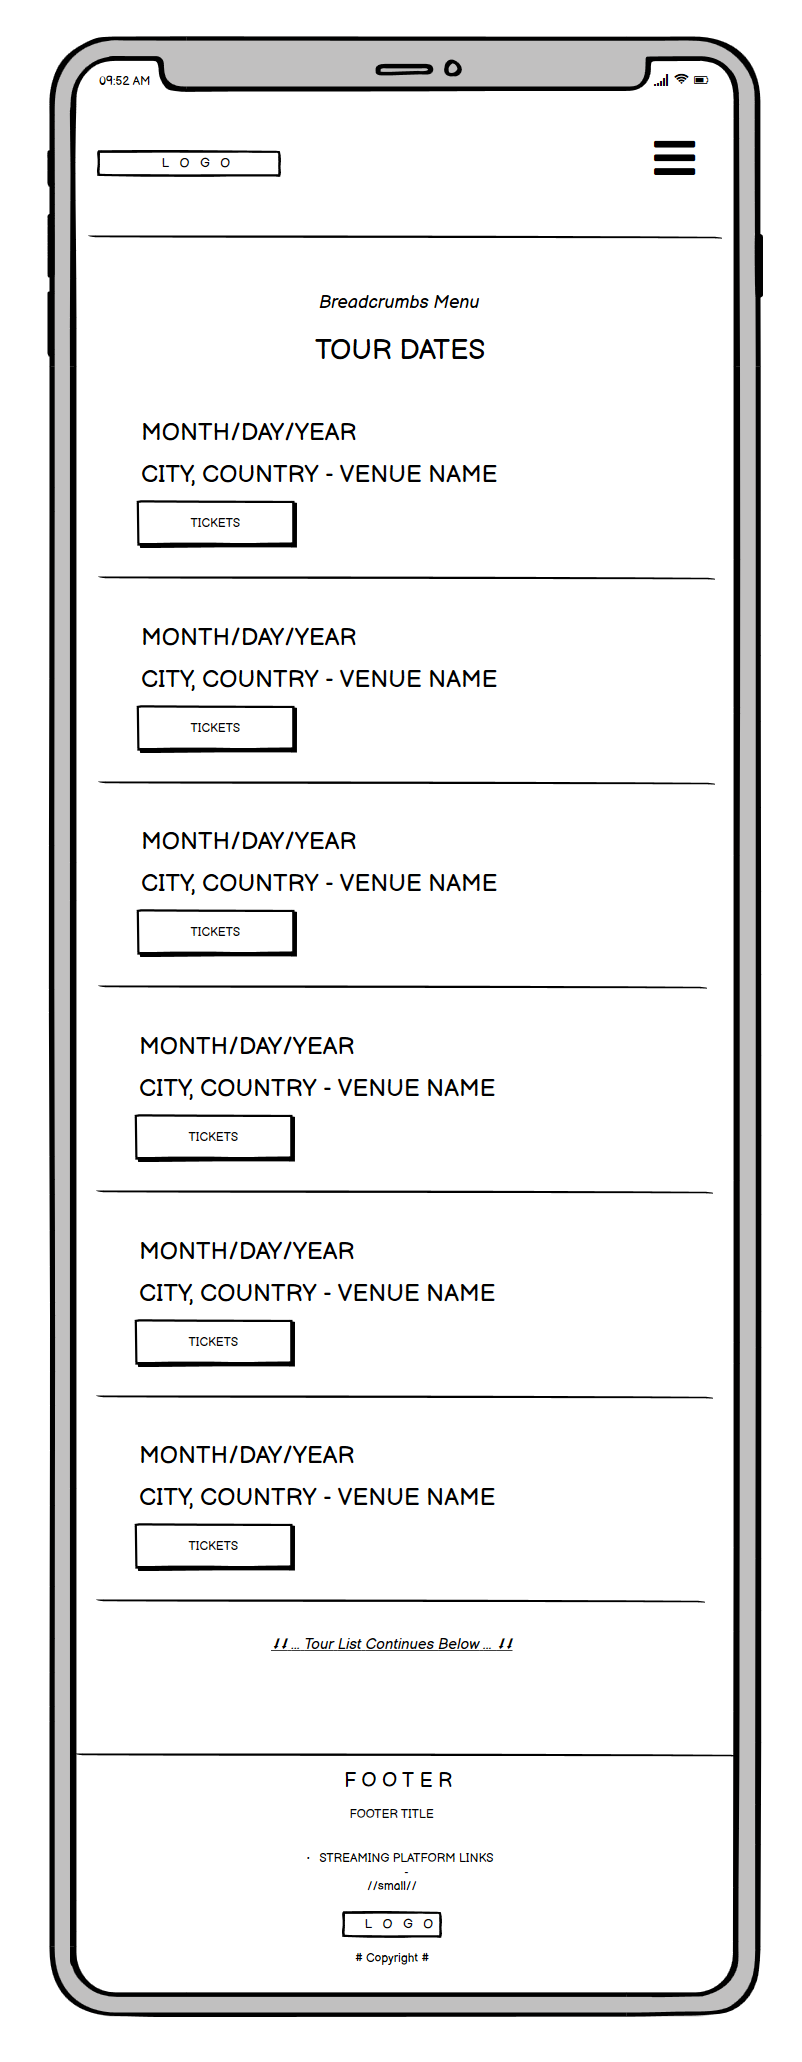 09:52 AM
LOGO
Breadcrumbs Menu
TOUR DATES
MONTH/DAY/YEAR
CITY, COUNTRY - VENUE NAME
TICKETS
MONTH/DAY/YEAR
CITY, COUNTRY - VENUE NAME
TICKETS
MONTH/DAY/YEAR
CITY, COUNTRY - VENUE NAME
TICKETS
MONTH/DAY/YEAR
CITY, COUNTRY - VENUE NAME
TICKETS
MONTH/DAY/YEAR
CITY, COUNTRY - VENUE NAME
TICKETS
MONTH/DAY/YEAR
CITY, COUNTRY - VENUE NAME
TICKETS
⇓⇓ ... Tour List Continues Below ... ⇓⇓
FOOTER
FOOTER TITLE
· STREAMING PLATFORM LINKS
-
//small//
LOGO
# Copyright #